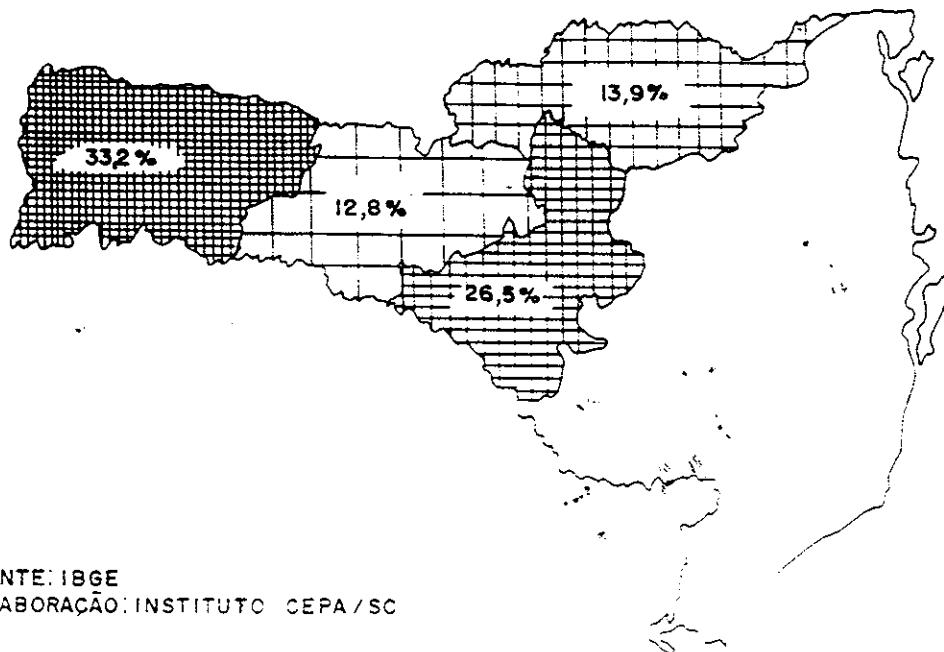 13,9%
33,2%
12,8%
26,5%
NTE: IBGE
ABORAÇÃO: INSTITUTO CEPA/SC